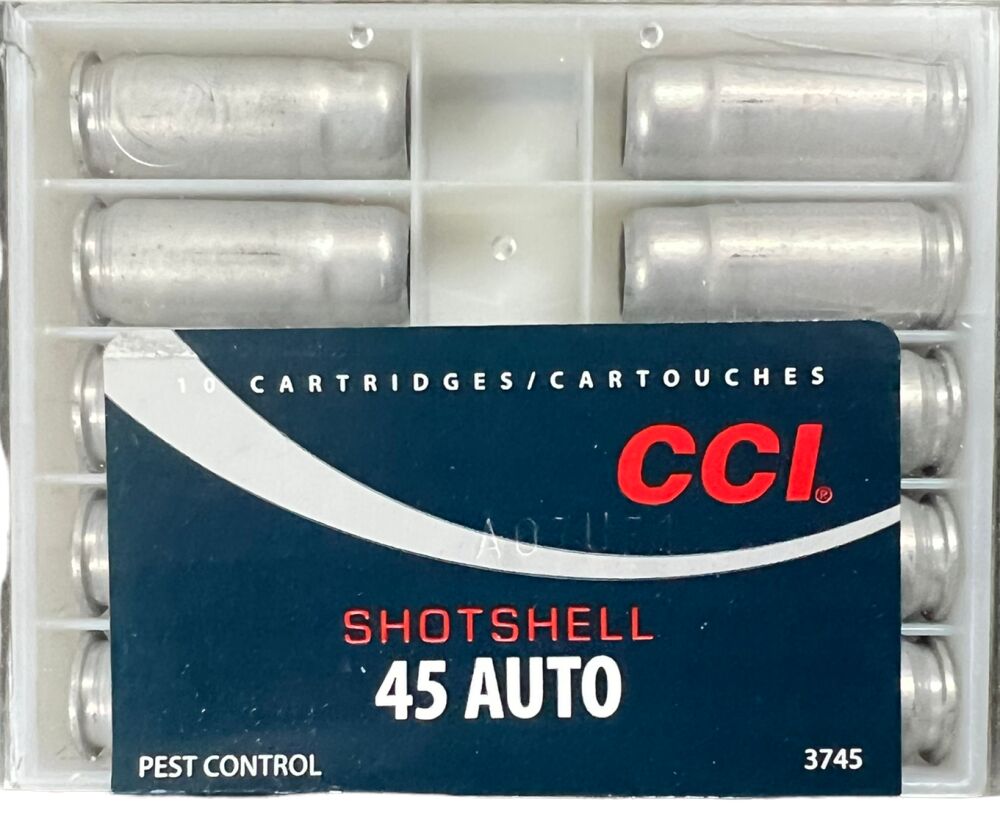 10 CARTRIDGES/CARTOUCHES
CCI®
SHOTSHELL
45 AUTO
PEST CONTROL
3745